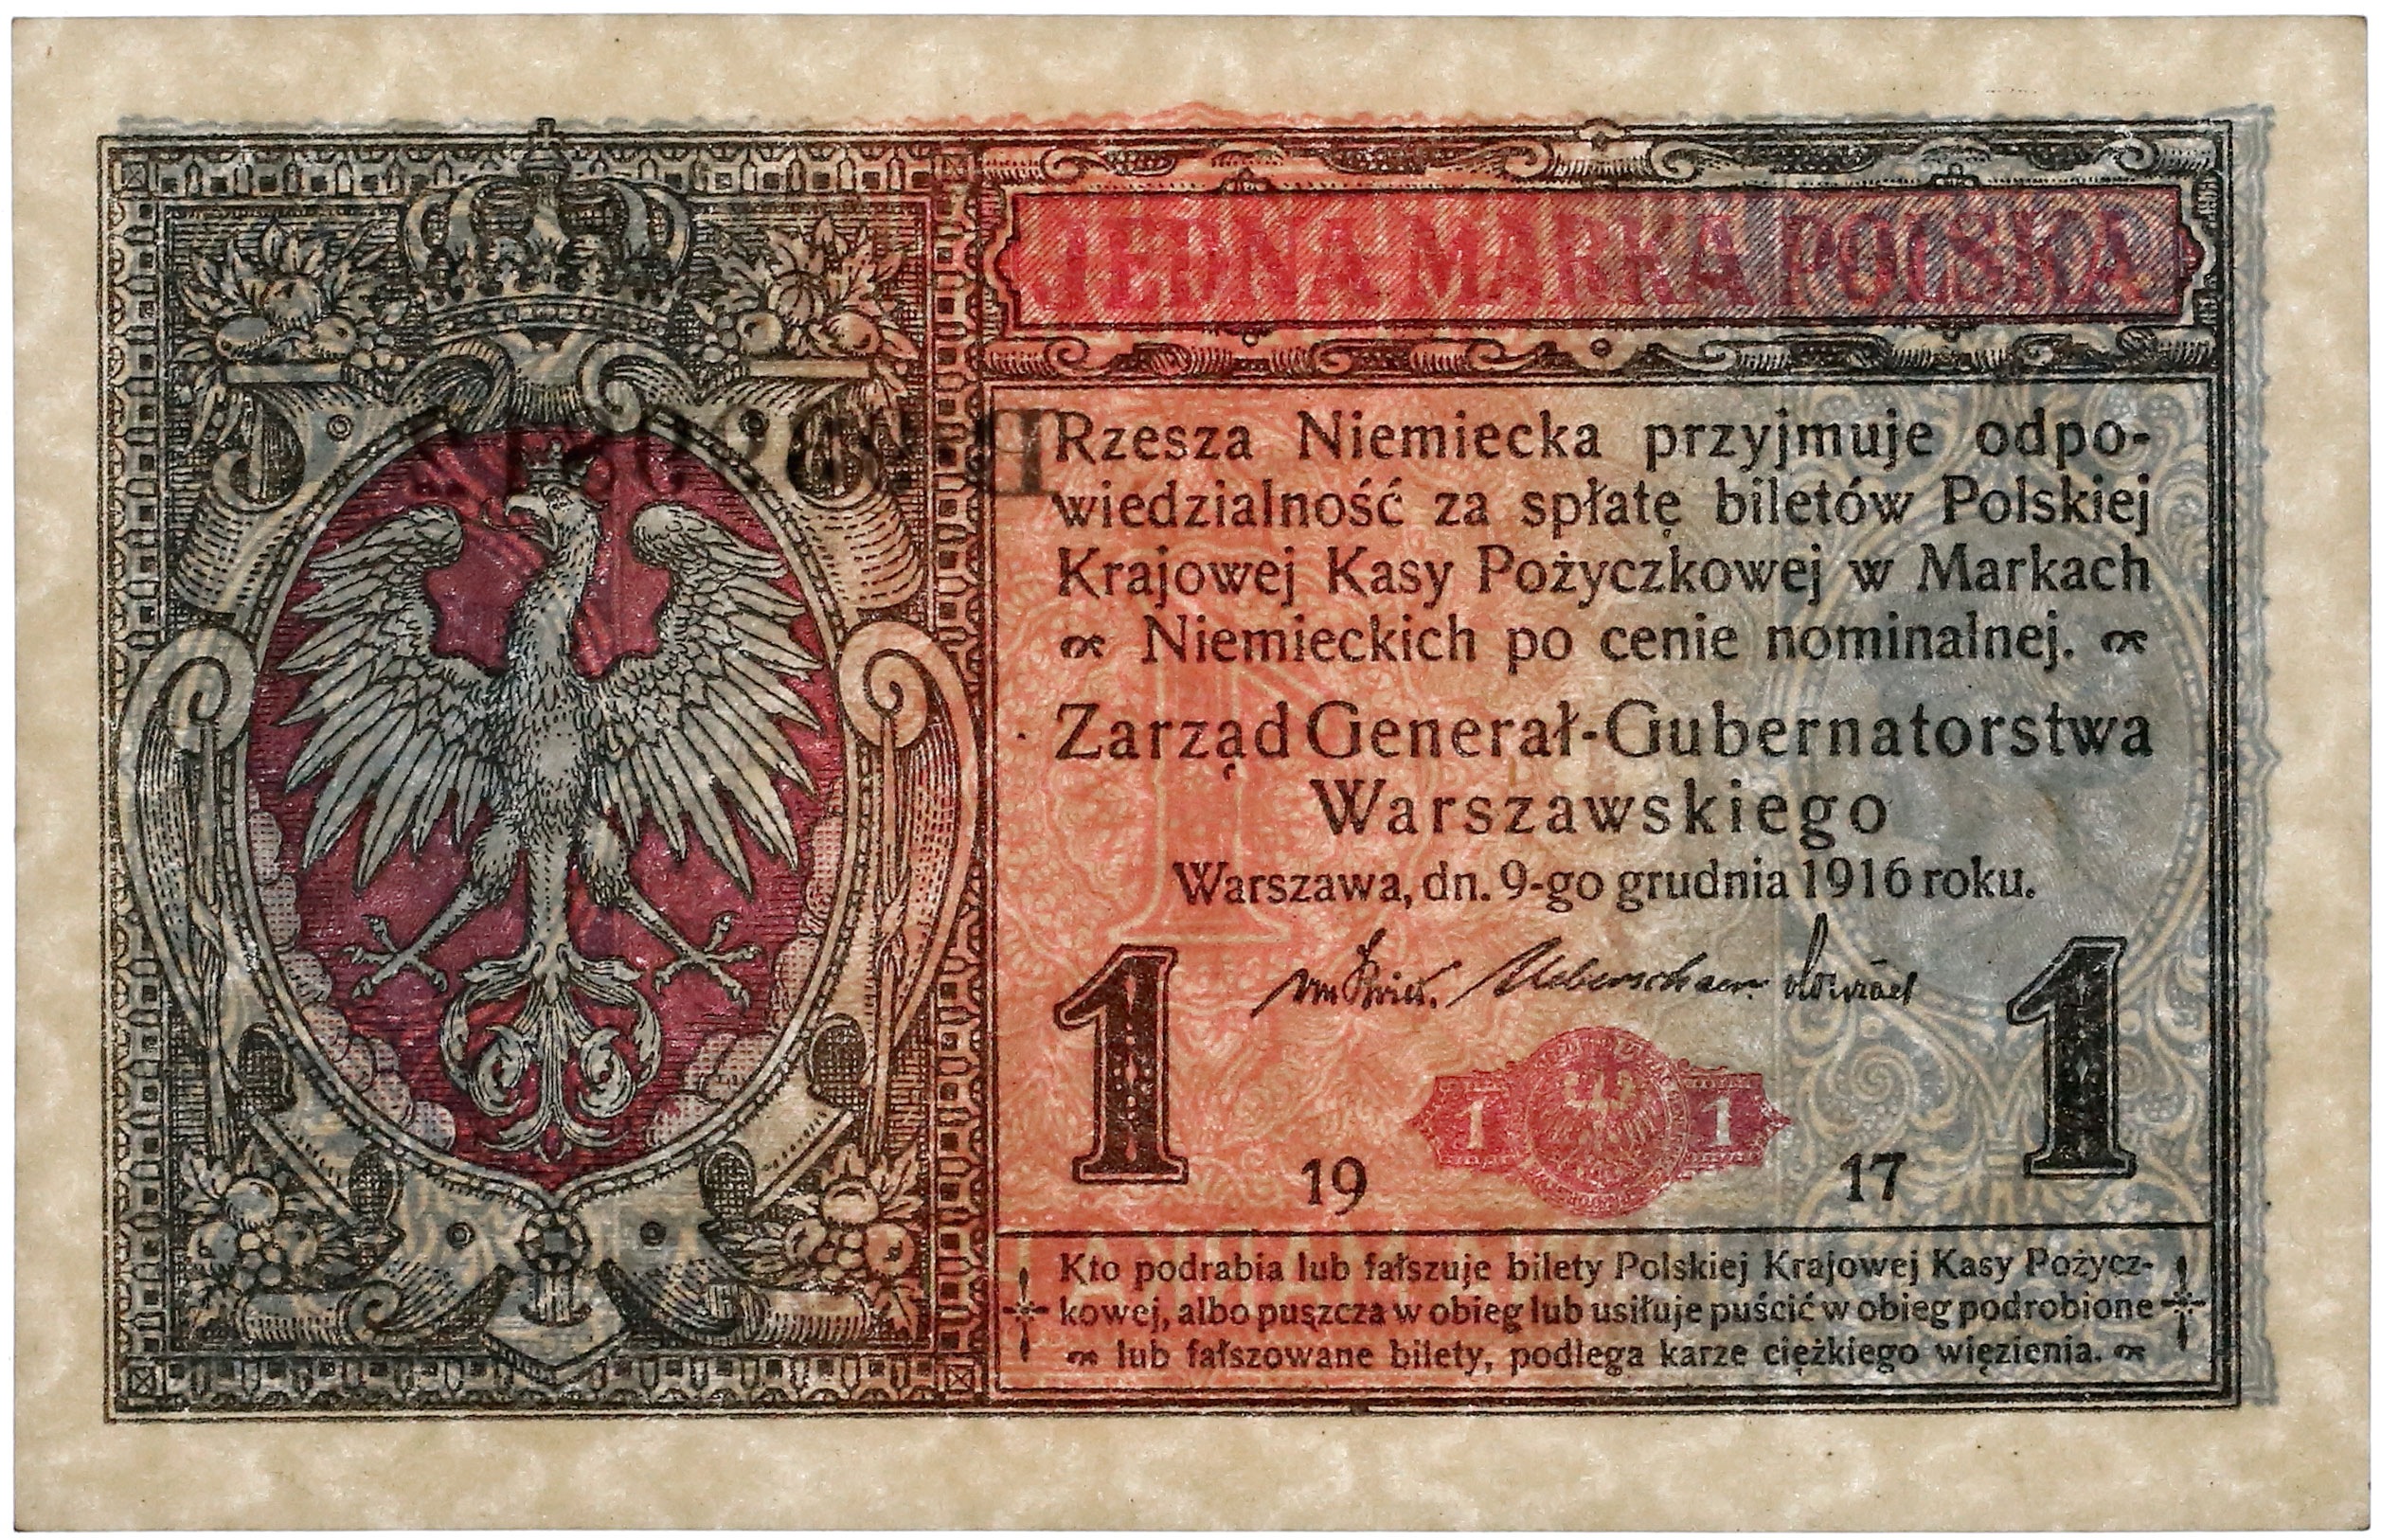 JEDNA MARKA POLSKA
Rzesza Niemiecka przyjmuje odpo-
wiedzialność za spłatę biletów Polskiej
Krajowej Kasy Pożyczkowej w Markach
Niemieckich po cenie nominalnej.
Zarząd Generał-Gubernatorstwa
Warszawskiego
Warszawa, dn. 9-go grudnia 1916 roku.
1 1
1 1
19 17
Kto podrabia lub fałszuje bilety Polskiej Krajowej Kasy Pożycz-
kowej, albo puszcza w obieg lub usiłuje puścić w obieg podrobione
lub fałszowane bilety, podlega karze ciężkiego więzienia.